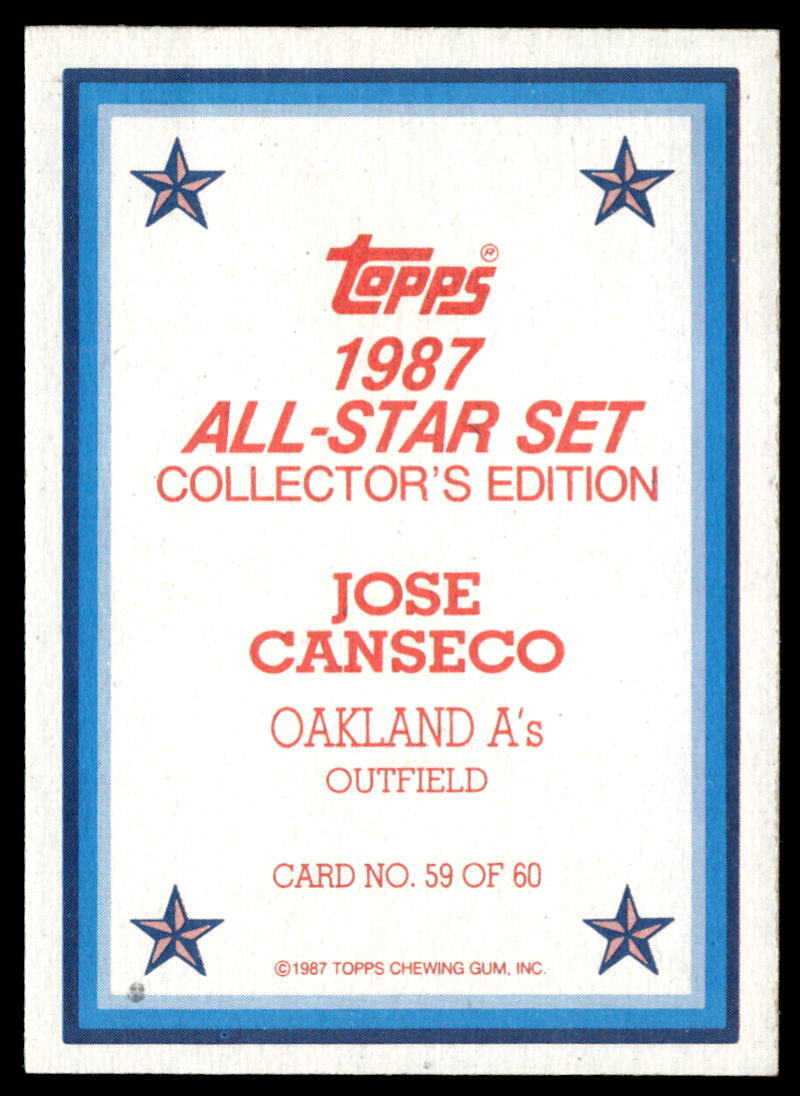 Topps®
1987
ALL-STAR SET
COLLECTOR'S EDITION
JOSE
CANSECO
OAKLAND A's
OUTFIELD
CARD NO. 59 OF 60
©1987 TOPPS CHEWING GUM, INC.